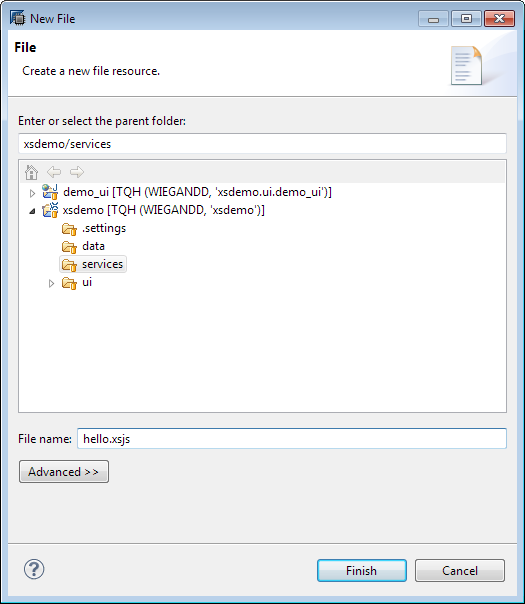 New File
File
Create a new file resource.
Enter or select the parent folder:
xsdemo/services
demo_ui [TQH (WIEGANDD, 'xsdemo.ui.demo_ui')]
xsdemo [TQH (WIEGANDD, 'xsdemo')]
.settings
data
services
ui
File name: hello.xsjs
Advanced >>
? Finish Cancel